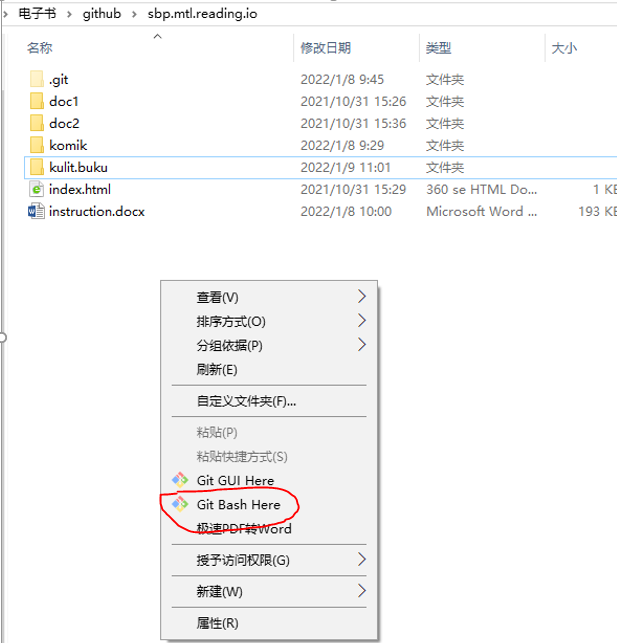 电子书 > github > sbp.mtl.reading.io
名称 修改日期 类型 大小
.git 2022/1/8 9:45 文件夹
doc1 2021/10/31 15:26 文件夹
doc2 2021/10/31 15:36 文件夹
komik 2022/1/8 9:29 文件夹
kulit.buku 2022/1/9 11:01 文件夹
index.html 2021/10/31 15:29 360 se HTML Do... 1 KB
instruction.docx 2022/1/8 10:00 Microsoft Word ... 193 KB
查看(V)
排序方式(O)
分组依据(P)
刷新(E)
自定义文件夹(F)...
粘贴(P)
粘贴快捷方式(S)
Git GUI Here
Git Bash Here
极速PDF转Word
授予访问权限(G)
新建(W)
属性(R)